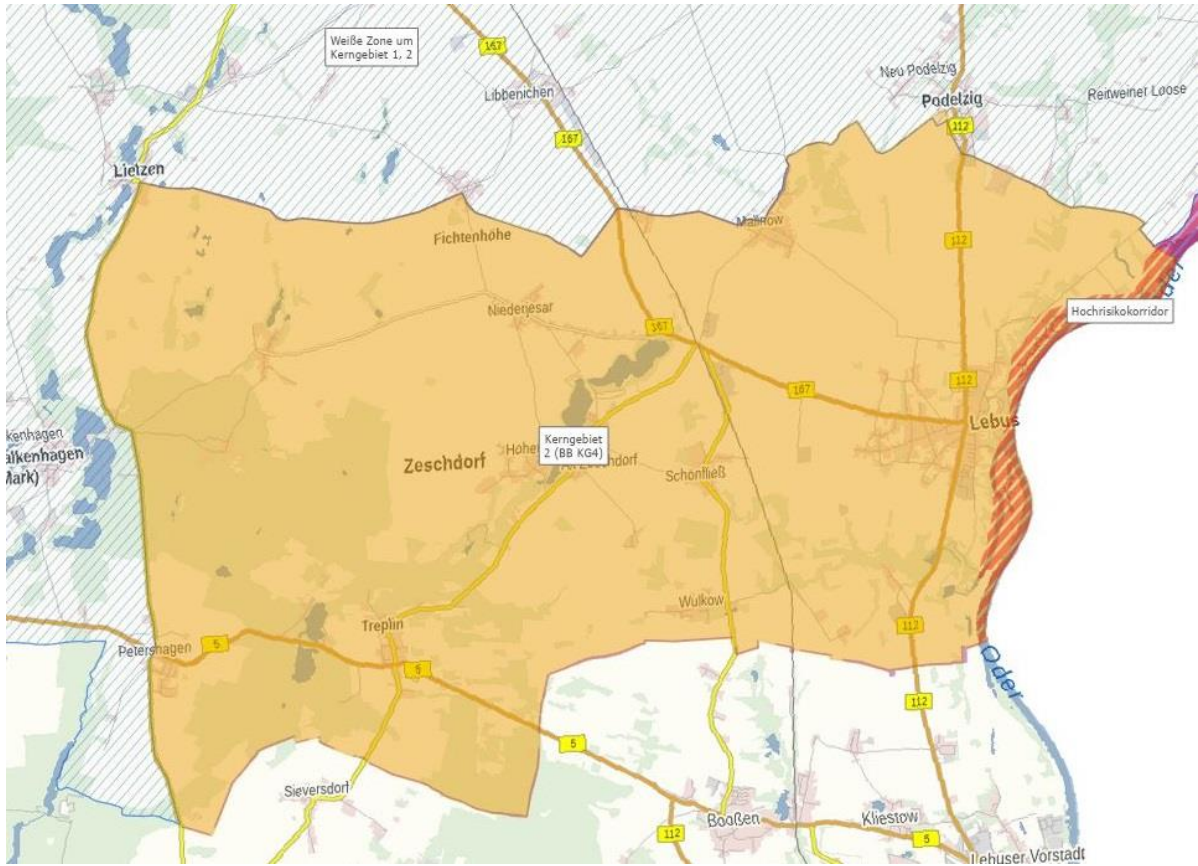 Weiße Zone um
Kerngebiet 1, 2
167
Neu Podelzig
Libbenichen
Podelzig
Reitweiner Loose
112
167
Lietzen
Mallnow
Fichtenhöhe
112
Hochrisikokorridor
Niederjesar
167
112
167
Lebus
Kerngebiet
2 (BB KG4)
Zeschdorf
Schönfließ
Wulkow
Treplin
112
5
Petershagen
Oder
5
112
5
Sieversdorf
Booßen
Kliestow
112
5
Lebuser Vorstadt